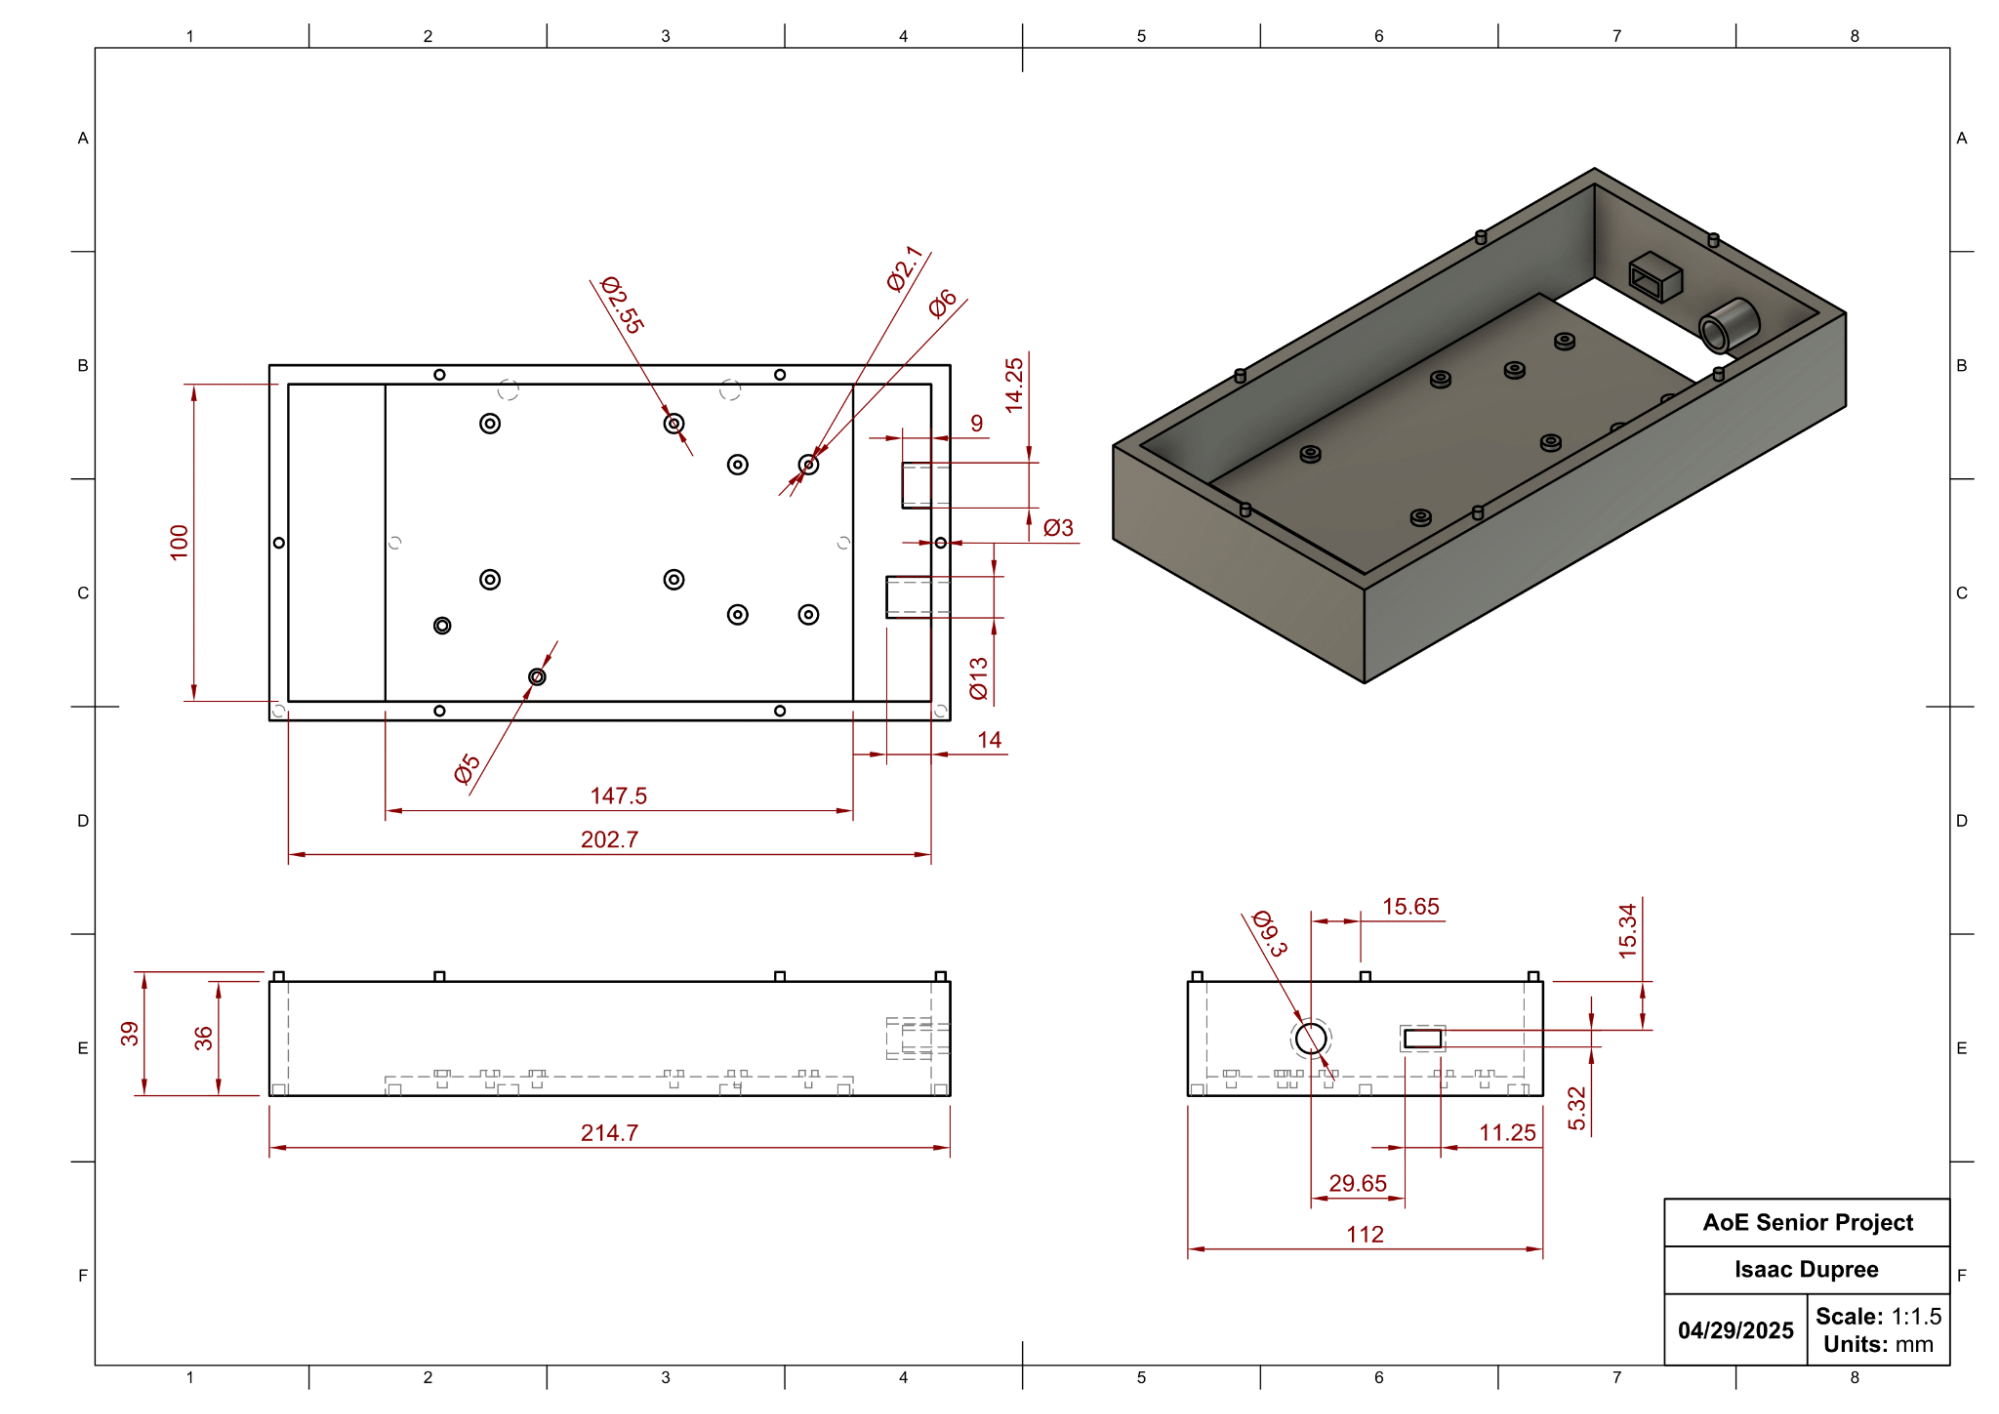 1 2 3 4 5 6 7 8
A A
Ø2.1
Ø2.55
Ø6
B B
14.25
9
100
Ø3
C C
Ø13
14
Ø5
147.5
D D
202.7
15.65
15.34
Ø9.3
39
36
E E
5.32
214.7
11.25
29.65
112
F F
AoE Senior Project
Isaac Dupree
04/29/2025
Scale: 1:1.5
Units: mm
1 2 3 4 5 6 7 8